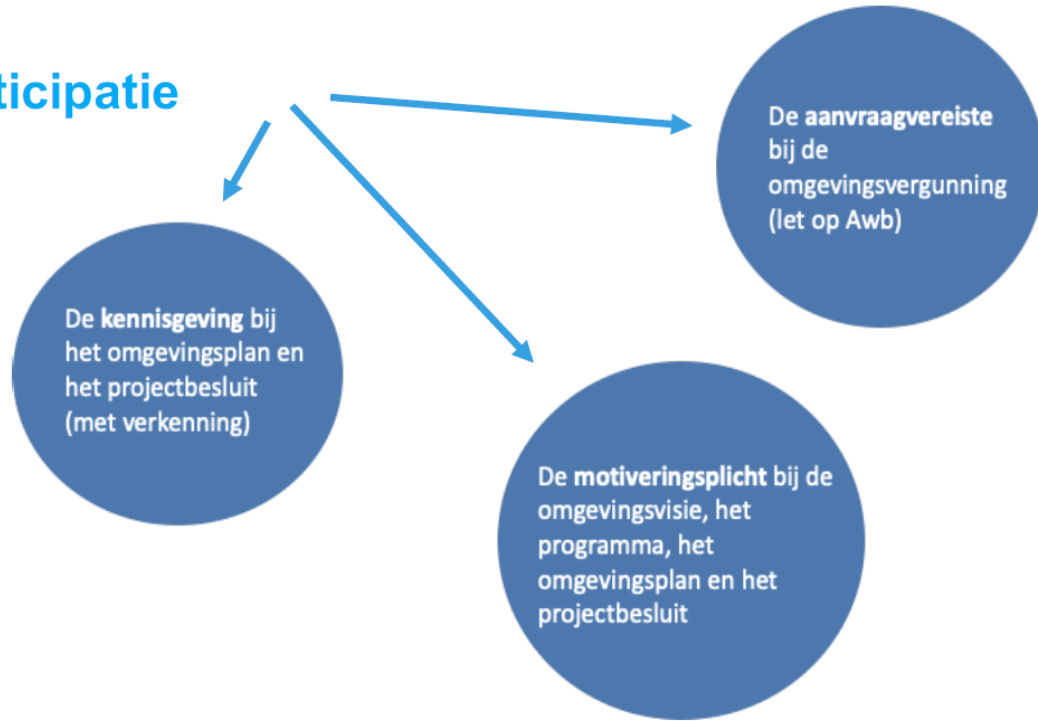 ticipatie
De aanvraagvereiste
bij de
omgevingsvergunning
(let op Awb)
De kennisgeving bij
het omgevingsplan en
het projectbesluit
(met verkenning)
De motiveringsplicht bij de
omgevingsvisie, het
programma, het
omgevingsplan en het
projectbesluit